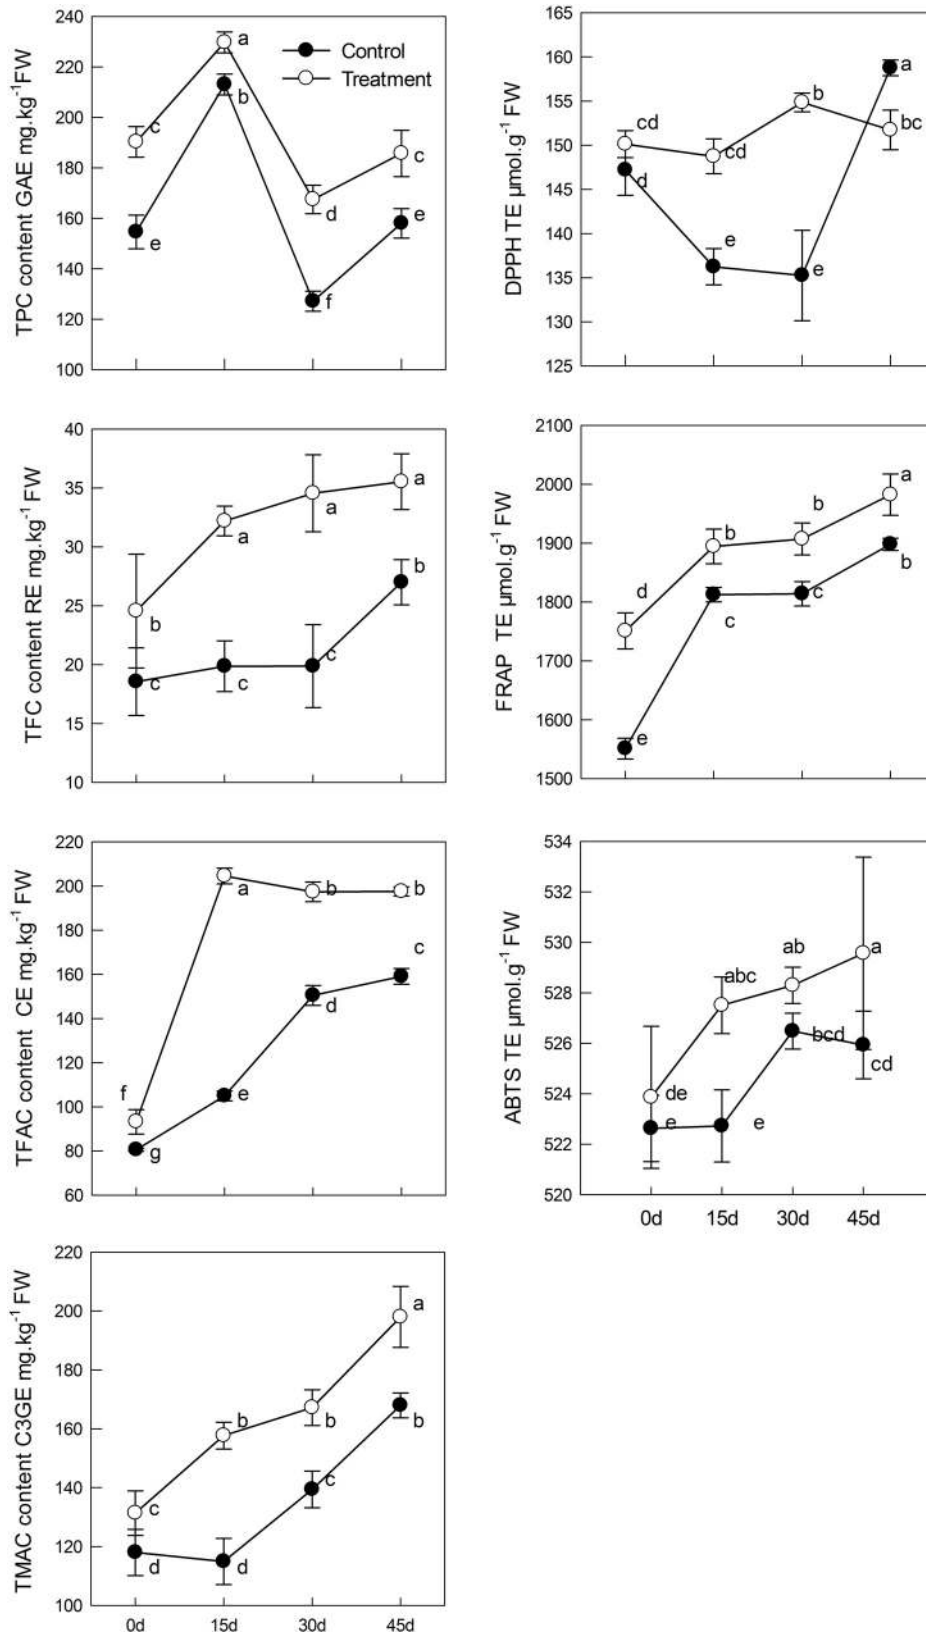 TPC content GAE mg.kg⁻¹FW
240
220
200
180
160
140
120
100
Control
Treatment
c
a
d
c
e
b
f
e
DPPH TE µmol.g⁻¹ FW
165
160
155
150
145
140
135
130
125
cd
cd
b
bc
d
e
e
a
TFC content RE mg.kg⁻¹ FW
40
35
30
25
20
15
10
b
a
a
a
c
c
c
b
FRAP TE µmol.g⁻¹ FW
2100
2000
1900
1800
1700
1600
1500
d
b
b
a
e
c
c
b
TFAC content CE mg.kg⁻¹ FW
220
200
180
160
140
120
100
80
60
f
a
b
b
g
e
d
c
ABTS TE µmol.g⁻¹ FW
534
532
530
528
526
524
522
520
de
abc
ab
a
e
e
bcd
cd
0d 15d 30d 45d
TMAC content C3GE mg.kg⁻¹ FW
220
200
180
160
140
120
100
c
b
b
a
d
d
c
b
0d 15d 30d 45d